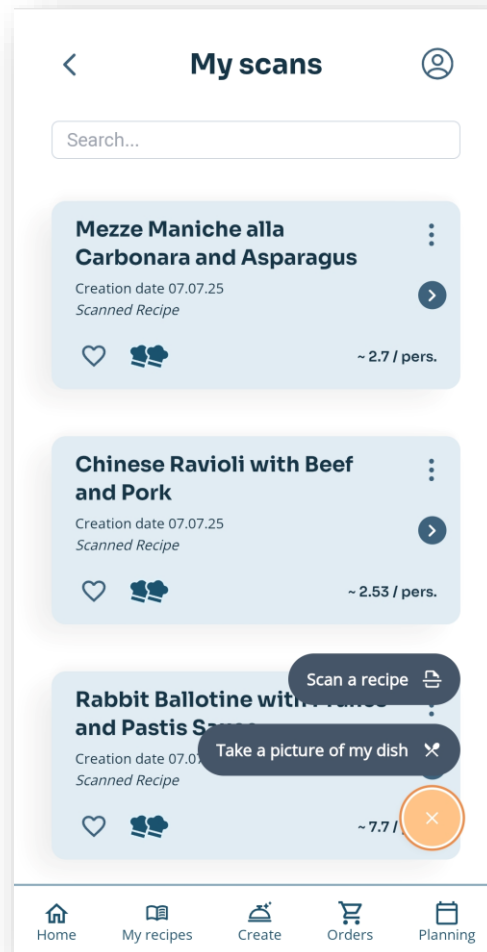 My scans
Search...
Mezze Maniche alla
Carbonara and Asparagus
Creation date 07.07.25
Scanned Recipe
~ 2.7 / pers.
Chinese Ravioli with Beef
and Pork
Creation date 07.07.25
Scanned Recipe
~ 2.53 / pers.
Scan a recipe
Rabbit Ballotine with
and Pastis
Take a picture of my dish
Creation date 07.0
Scanned Recipe
~ 7.7 /
Home
My recipes
Create
Orders
Planning